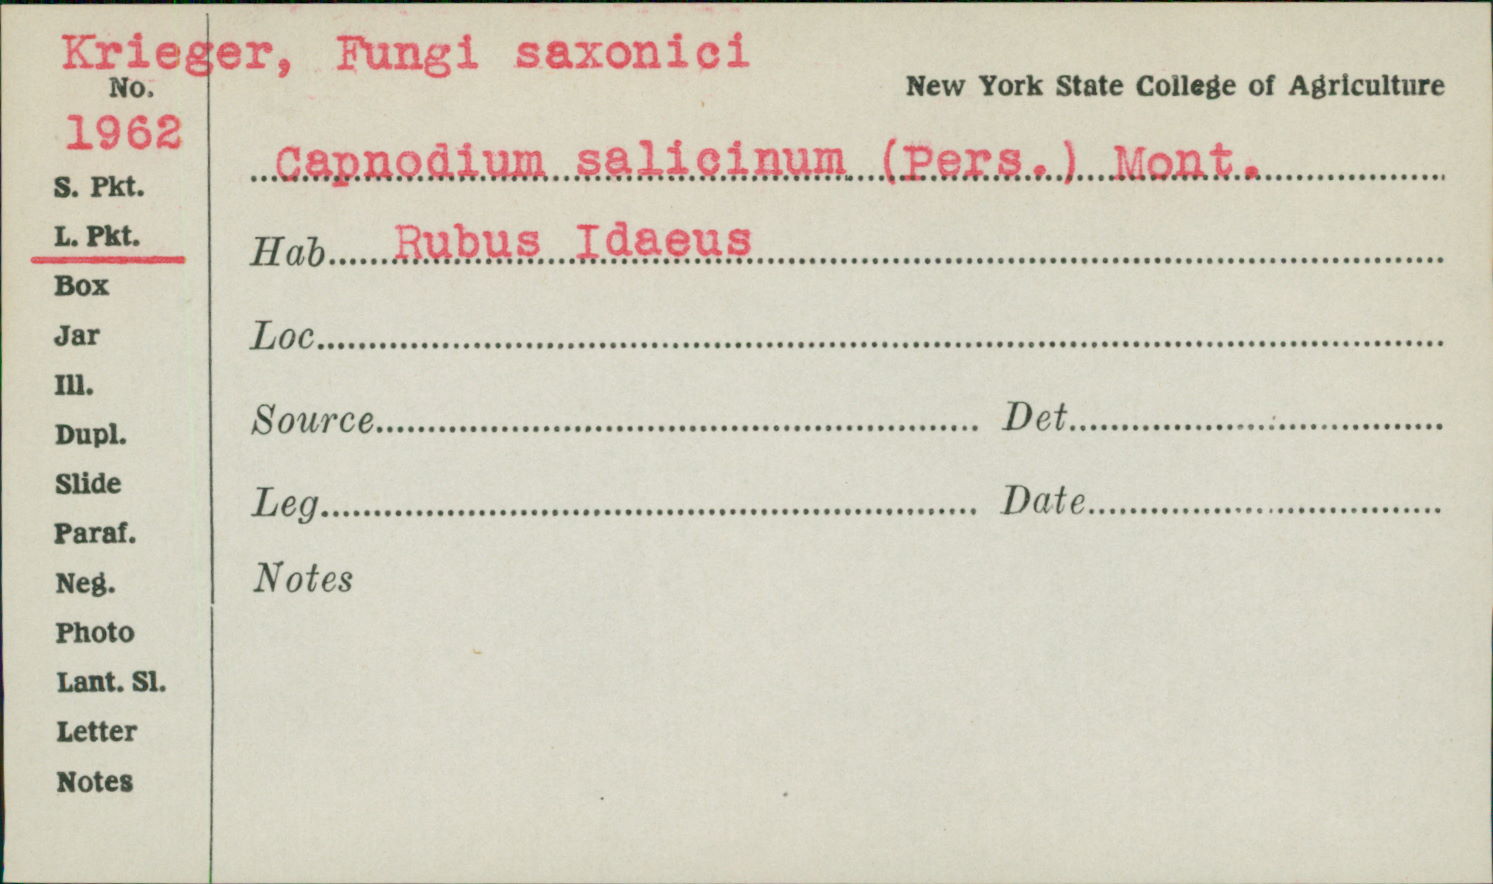 Krieger, Fungi saxonici
No.
New York State College of Agriculture
1962
Capnodium salicinum (Pers.) Mont.
S. Pkt.
L. Pkt.
Hab. Rubus Idaeus
Box
Jar
Loc.
Ill.
Dupl.
Source Det.
Slide
Leg. Date
Paraf.
Neg.
Notes
Photo
Lant. Sl.
Letter
Notes